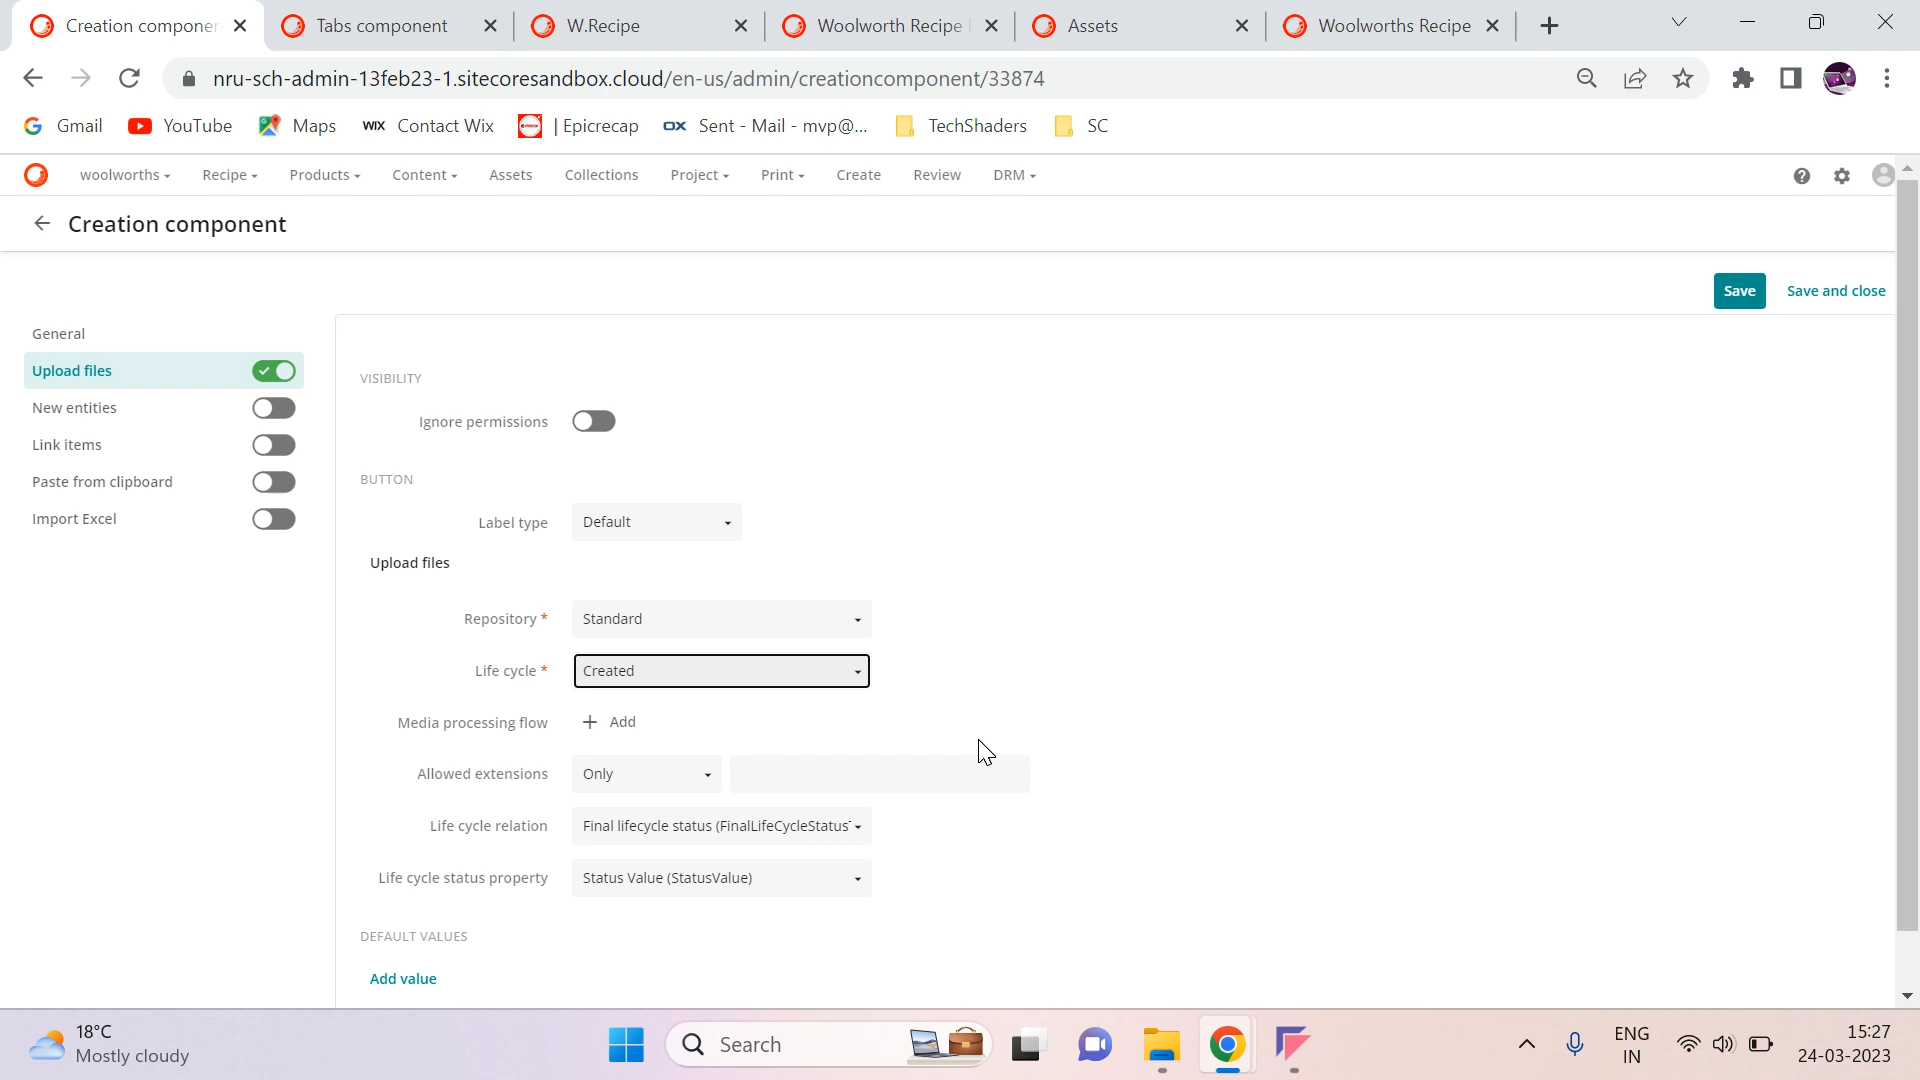 Creation componen
Tabs component
W.Recipe
Woolworth Recipe
Assets
Woolworths Recipe
nru-sch-admin-13feb23-1.sitecoresandbox.cloud/en-us/admin/creationcomponent/33874
Gmail
YouTube
Maps
WIX Contact Wix
| Epicrecap
OX Sent - Mail - mvp@...
TechShaders
SC
woolworths
Recipe
Products
Content
Assets
Collections
Project
Print
Create
Review
DRM
Creation component
Save
Save and close
General
Upload files
New entities
Link items
Paste from clipboard
Import Excel
VISIBILITY
Ignore permissions
BUTTON
Label type Default
Upload files
Repository * Standard
Life cycle * Created
Media processing flow + Add
Allowed extensions Only
Life cycle relation Final lifecycle status (FinalLifeCycleStatus
Life cycle status property Status Value (StatusValue)
DEFAULT VALUES
Add value
18°C
Mostly cloudy
Search
ENG
IN
15:27
24-03-2023